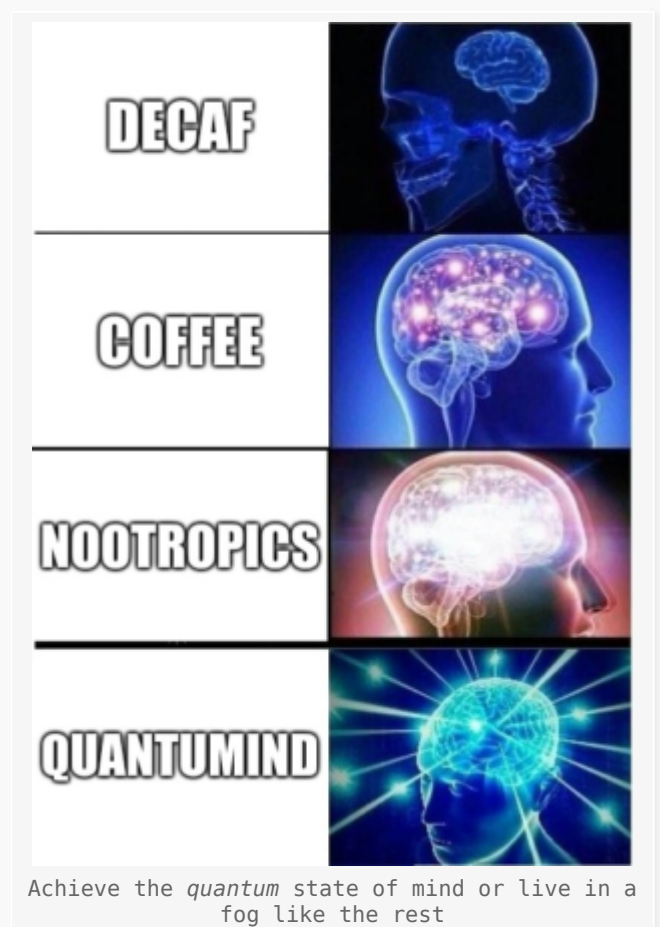 DECAF
COFFEE
NOOTROPICS
QUANTUMIND
Achieve the quantum state of mind or live in a
fog like the rest